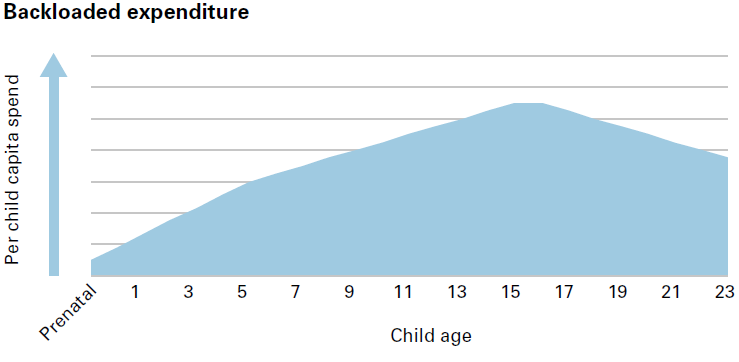 Backloaded expenditure
Per child capita spend
Prenatal 1 3 5 7 9 11 13 15 17 19 21 23
Child age